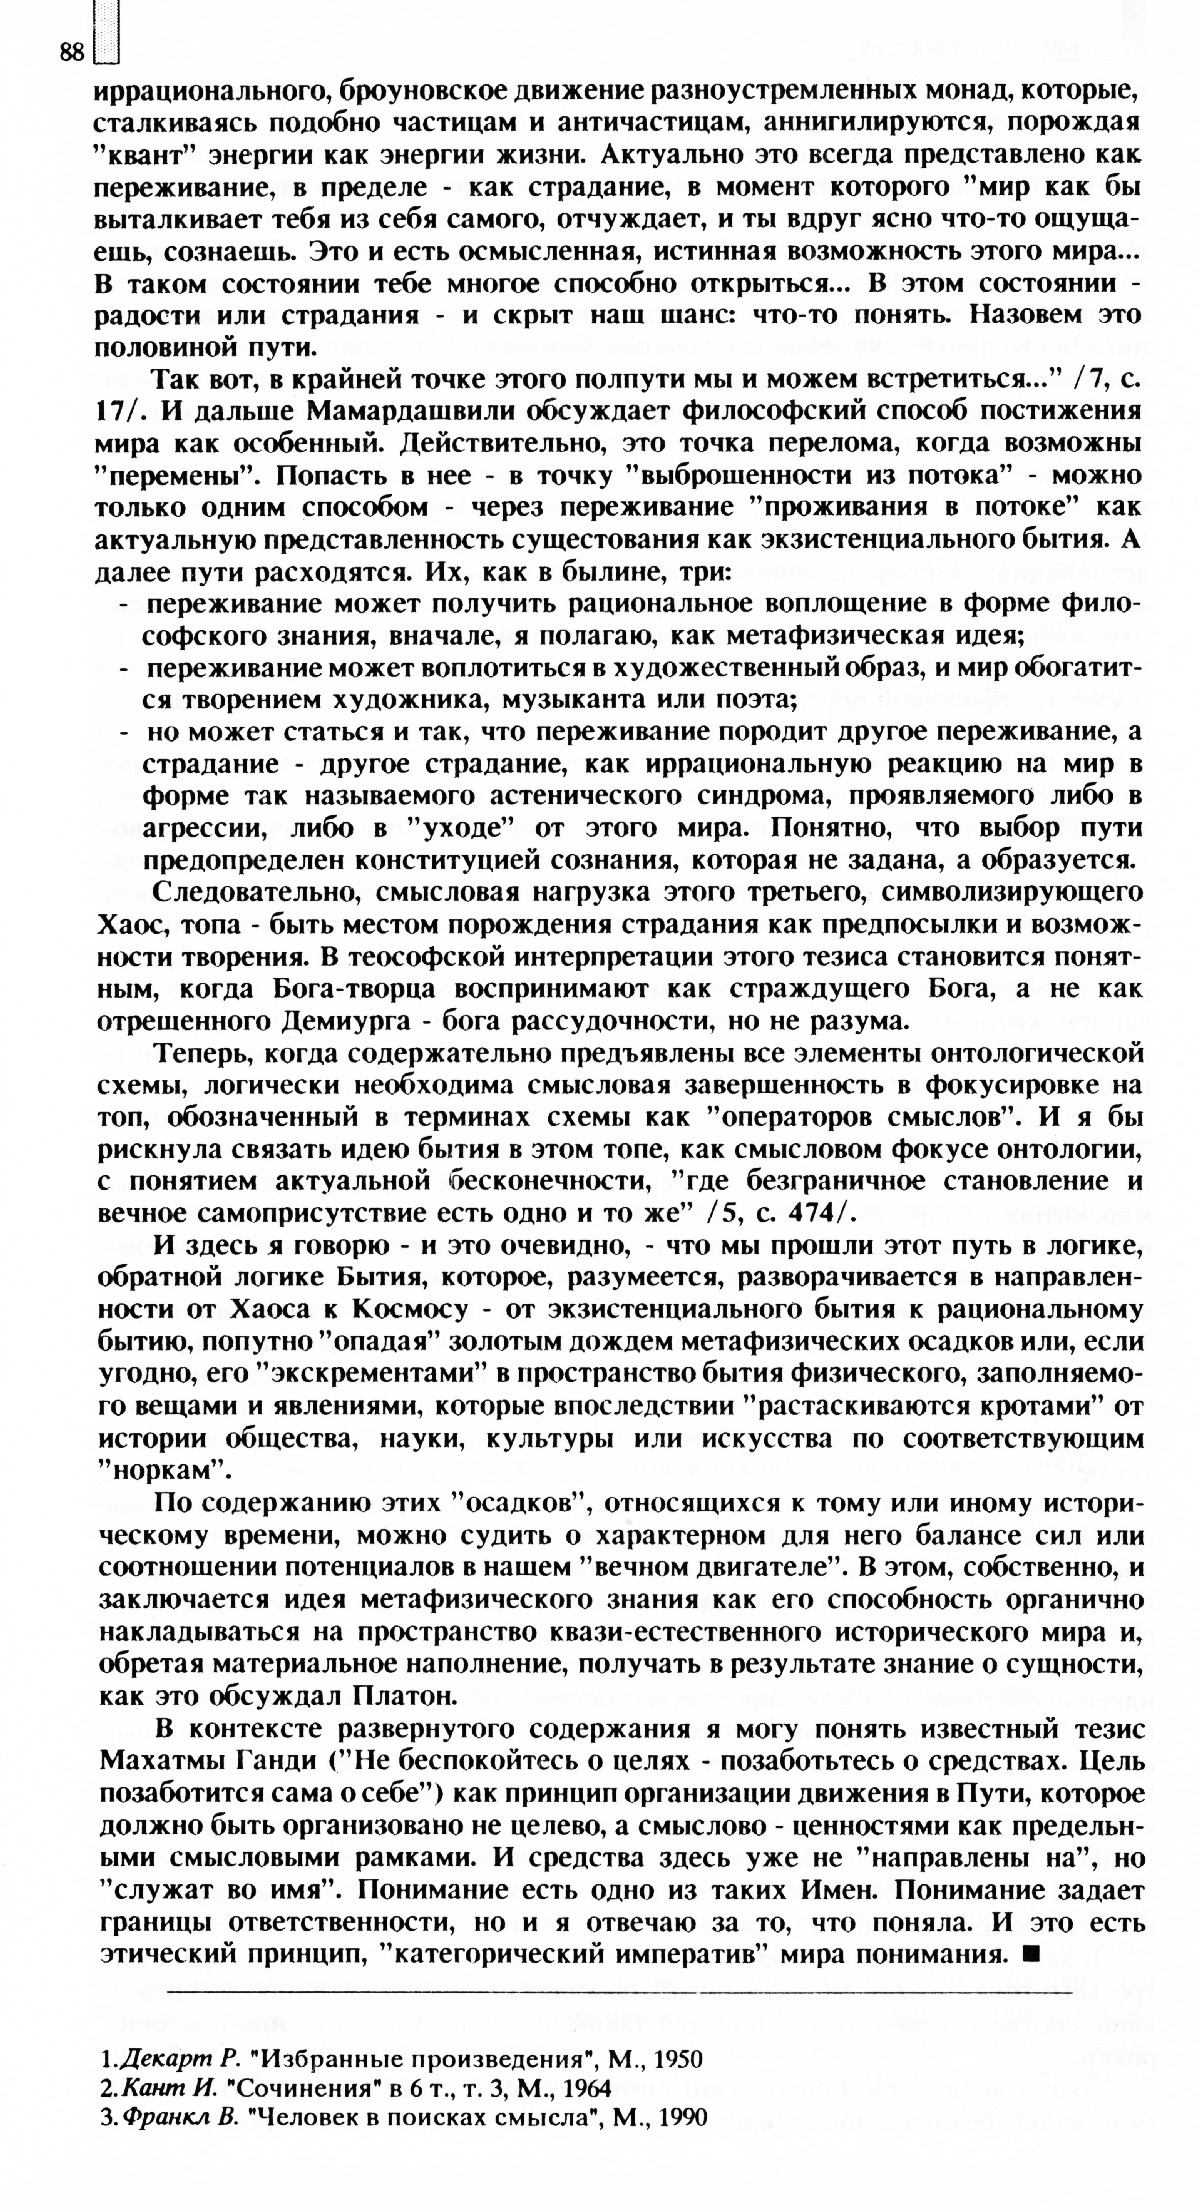 88
иррационального, броуновское движение разноустремленных монад, которые,
сталкиваясь подобно частицам и античастицам, аннигилируются, порождая
”квант” энергии как энергии жизни. Актуально это всегда представлено как
переживание, в пределе - как страдание, в момент которого ”мир как бы
выталкивает тебя из себя самого, отчуждает, и ты вдруг ясно что-то ощуща-
ешь, сознаешь. Это и есть осмысленная, истинная возможность этого мира...
В таком состоянии тебе многое способно открыться... В этом состоянии -
радости или страдания - и скрыт наш шанс: что-то понять. Назовем это
половиной пути.
Так вот, в крайней точке этого полпути мы и можем встретиться...” /7, с.
17/. И дальше Мамардашвили обсуждает философский способ постижения
мира как особенный. Действительно, это точка перелома, когда возможны
”перемены”. Попасть в нее - в точку ”выброшенности из потока” - можно
только одним способом - через переживание ”проживания в потоке” как
актуальную представленность сущестования как экзистенциального бытия. А
далее пути расходятся. Их, как в былине, три:
- переживание может получить рациональное воплощение в форме фило-
софского знания, вначале, я полагаю, как метафизическая идея;
- переживание может воплотиться в художественный образ, и мир обогатит-
ся творением художника, музыканта или поэта;
- но может статься и так, что переживание породит другое переживание, а
страдание - другое страдание, как иррациональную реакцию на мир в
форме так называемого астенического синдрома, проявляемого либо в
агрессии, либо в ”уходе” от этого мира. Понятно, что выбор пути
предопределен конституцией сознания, которая не задана, а образуется.
Следовательно, смысловая нагрузка этого третьего, символизирующего
Хаос, топа - быть местом порождения страдания как предпосылки и возмож-
ности творения. В теософской интерпретации этого тезиса становится понят-
ным, когда Бога-творца воспринимают как страждущего Бога, а не как
отрешенного Демиурга - бога рассудочности, но не разума.
Теперь, когда содержательно предъявлены все элементы онтологической
схемы, логически необходима смысловая завершенность в фокусировке на
топ, обозначенный в терминах схемы как ”операторов смыслов”. И я бы
рискнула связать идею бытия в этом топе, как смысловом фокусе онтологии,
с понятием актуальной бесконечности, ”где безграничное становление и
вечное самоприсутствие есть одно и то же” /5, с. 474/.
И здесь я говорю - и это очевидно, - что мы прошли этот путь в логике,
обратной логике Бытия, которое, разумеется, разворачивается в направлен-
ности от Хаоса к Космосу - от экзистенциального бытия к рациональному
бытию, попутно ”опадая” золотым дождем метафизических осадков или, если
угодно, его ”экскрементами” в пространство бытия физического, заполняемо-
го вещами и явлениями, которые впоследствии ”растаскиваются кротами” от
истории общества, науки, культуры или искусства по соответствующим
”норкам”.
По содержанию этих ”осадков”, относящихся к тому или иному истори-
ческому времени, можно судить о характерном для него балансе сил или
соотношении потенциалов в нашем ”вечном двигателе”. В этом, собственно, и
заключается идея метафизического знания как его способность органично
накладываться на пространство квази-естественного исторического мира и,
обретая материальное наполнение, получать в результате знание о сущности,
как это обсуждал Платон.
В контексте развернутого содержания я могу понять известный тезис
Махатмы Ганди (”Не беспокойтесь о целях - позаботьтесь о средствах. Цель
позаботится сама о себе”) как принцип организации движения в Пути, которое
должно быть организовано не целево, а смыслово - ценностями как предельн-
ыми смысловыми рамками. И средства здесь уже не ”направлены на”, но
”служат во имя”. Понимание есть одно из таких Имен. Понимание задает
границы ответственности, но и я отвечаю за то, что поняла. И это есть
этический принцип, ”категорический императив” мира понимания. ■
1.Декарт Р. "Избранные произведения", М., 1950
2.Кант И. "Сочинения" в 6 т., т. 3, М., 1964
3.Франкл В. "Человек в поисках смысла", М., 1990